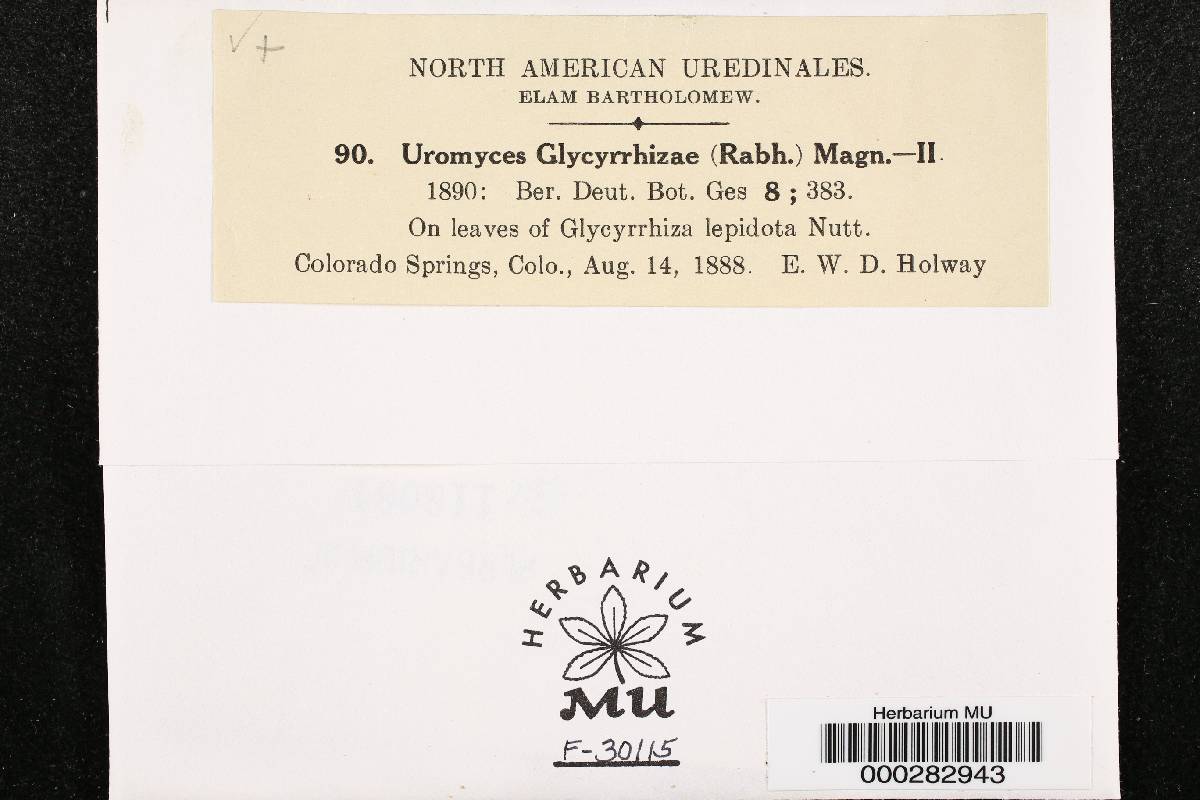 NORTH AMERICAN UREDINALES.
ELAM BARTHOLOMEW.
90. Uromyces Glycyrrhizae (Rabh.) Magn.—II.
1890: Ber. Deut. Bot. Ges 8 ; 383.
On leaves of Glycyrrhiza lepidota Nutt.
Colorado Springs, Colo., Aug. 14, 1888. E. W. D. Holway
HERBARIUM
MU
F-30115
Herbarium MU
000282943